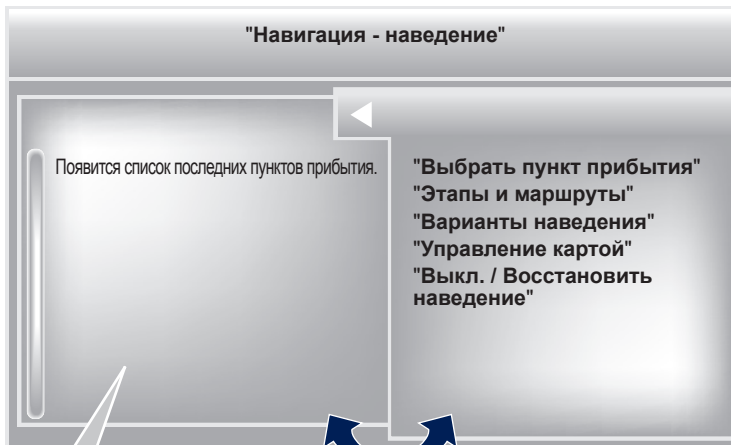 "Навигация - наведение"
Появится список последних пунктов прибытия.
"Выбрать пункт прибытия"
"Этапы и маршруты"
"Варианты наведения"
"Управление картой"
"Выкл. / Восстановить
наведение"